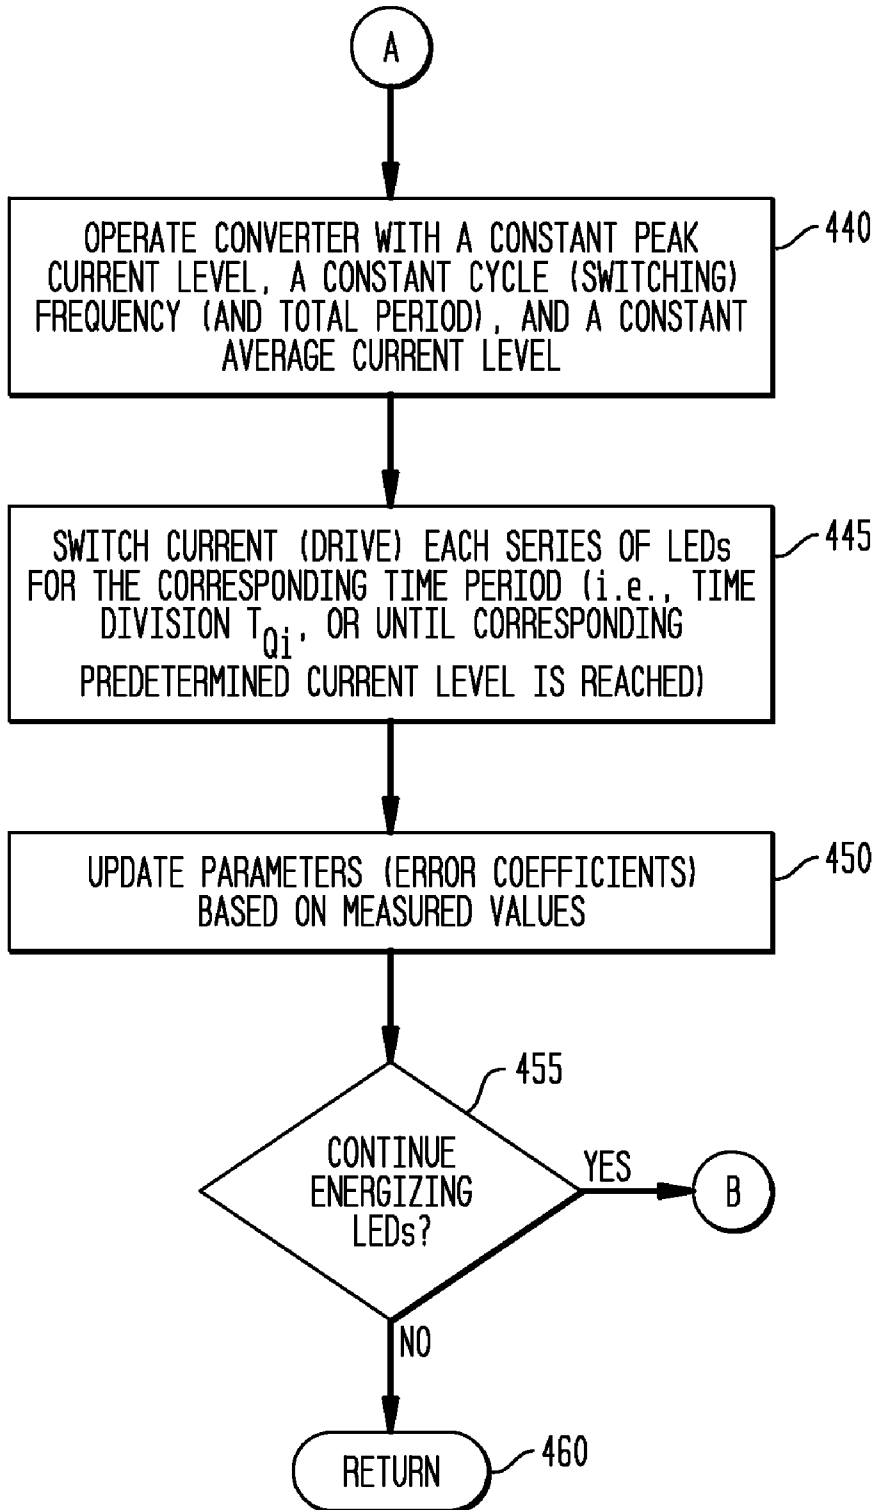 A
OPERATE CONVERTER WITH A CONSTANT PEAK
CURRENT LEVEL, A CONSTANT CYCLE (SWITCHING)
FREQUENCY (AND TOTAL PERIOD), AND A CONSTANT
AVERAGE CURRENT LEVEL
440
SWITCH CURRENT (DRIVE) EACH SERIES OF LEDs
FOR THE CORRESPONDING TIME PERIOD (i.e., TIME
DIVISION TQi, OR UNTIL CORRESPONDING
PREDETERMINED CURRENT LEVEL IS REACHED)
445
UPDATE PARAMETERS (ERROR COEFFICIENTS)
BASED ON MEASURED VALUES
450
455
CONTINUE
ENERGIZING
LEDs?
YES
B
NO
RETURN
460